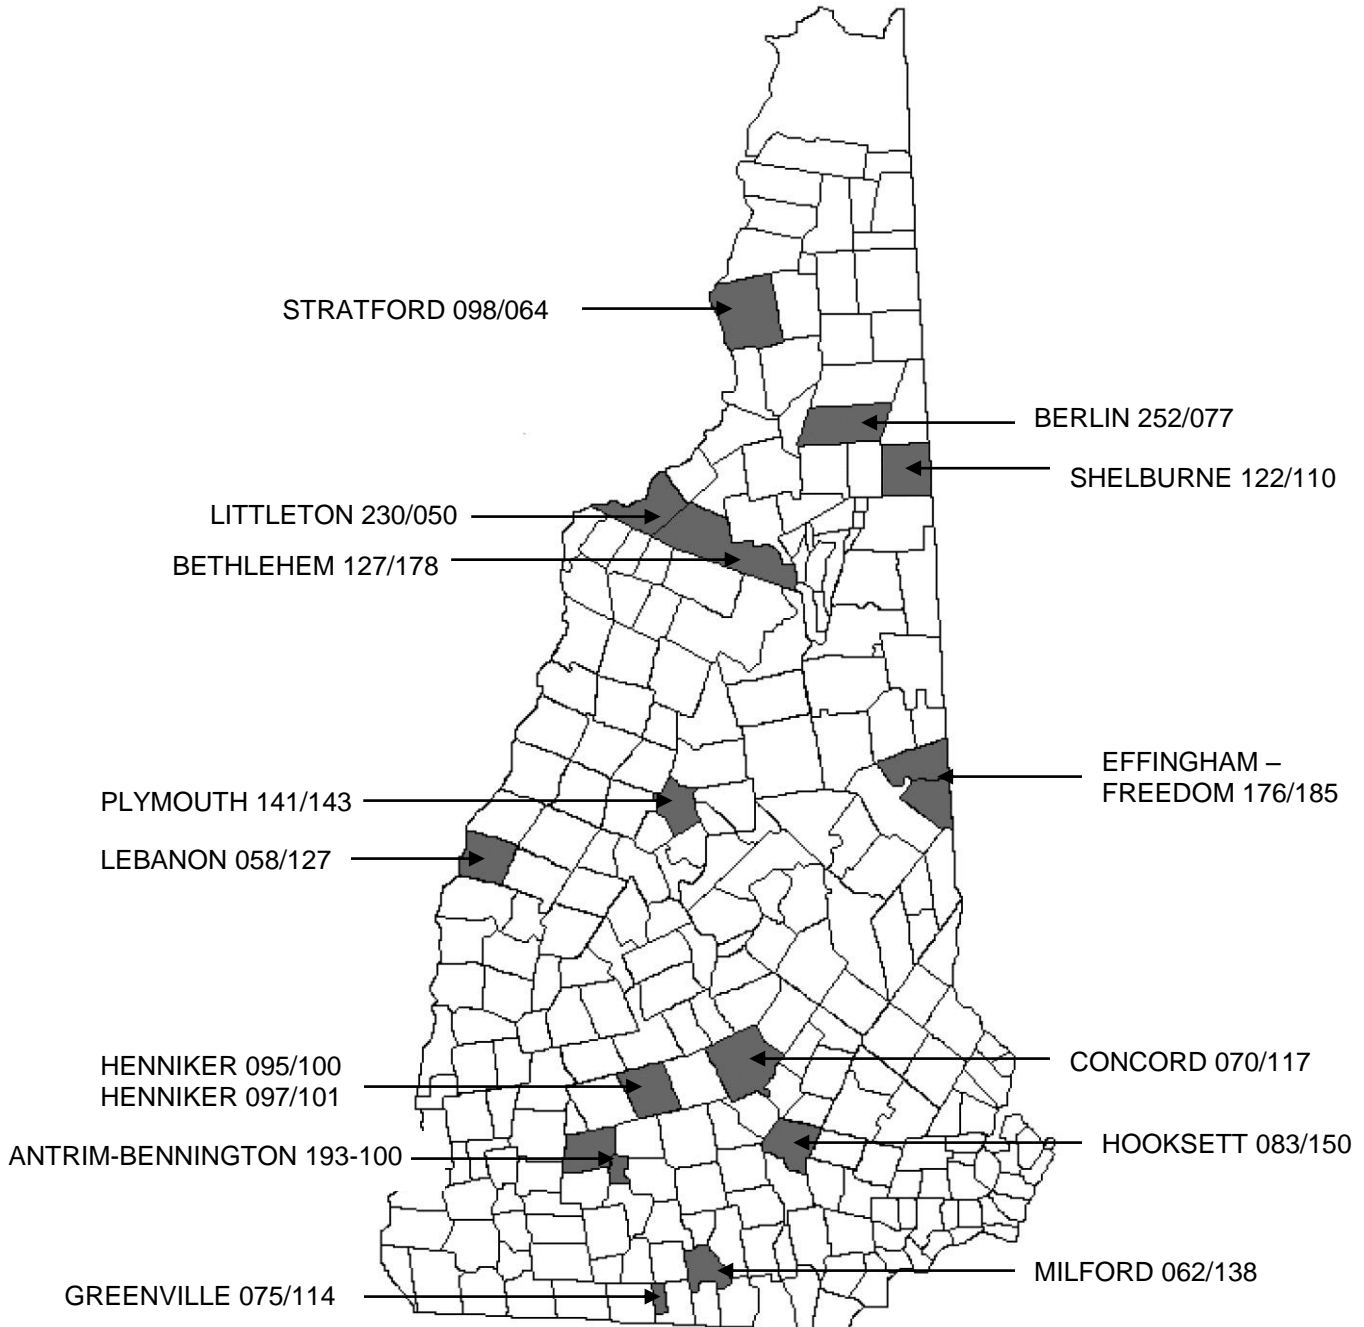 STRATFORD 098/064
BERLIN 252/077
SHELBURNE 122/110
LITTLETON 230/050
BETHLEHEM 127/178
EFFINGHAM –
FREEDOM 176/185
PLYMOUTH 141/143
LEBANON 058/127
HENNIKER 095/100
HENNIKER 097/101
CONCORD 070/117
ANTRIM-BENNINGTON 193-100
HOOKSETT 083/150
MILFORD 062/138
GREENVILLE 075/114